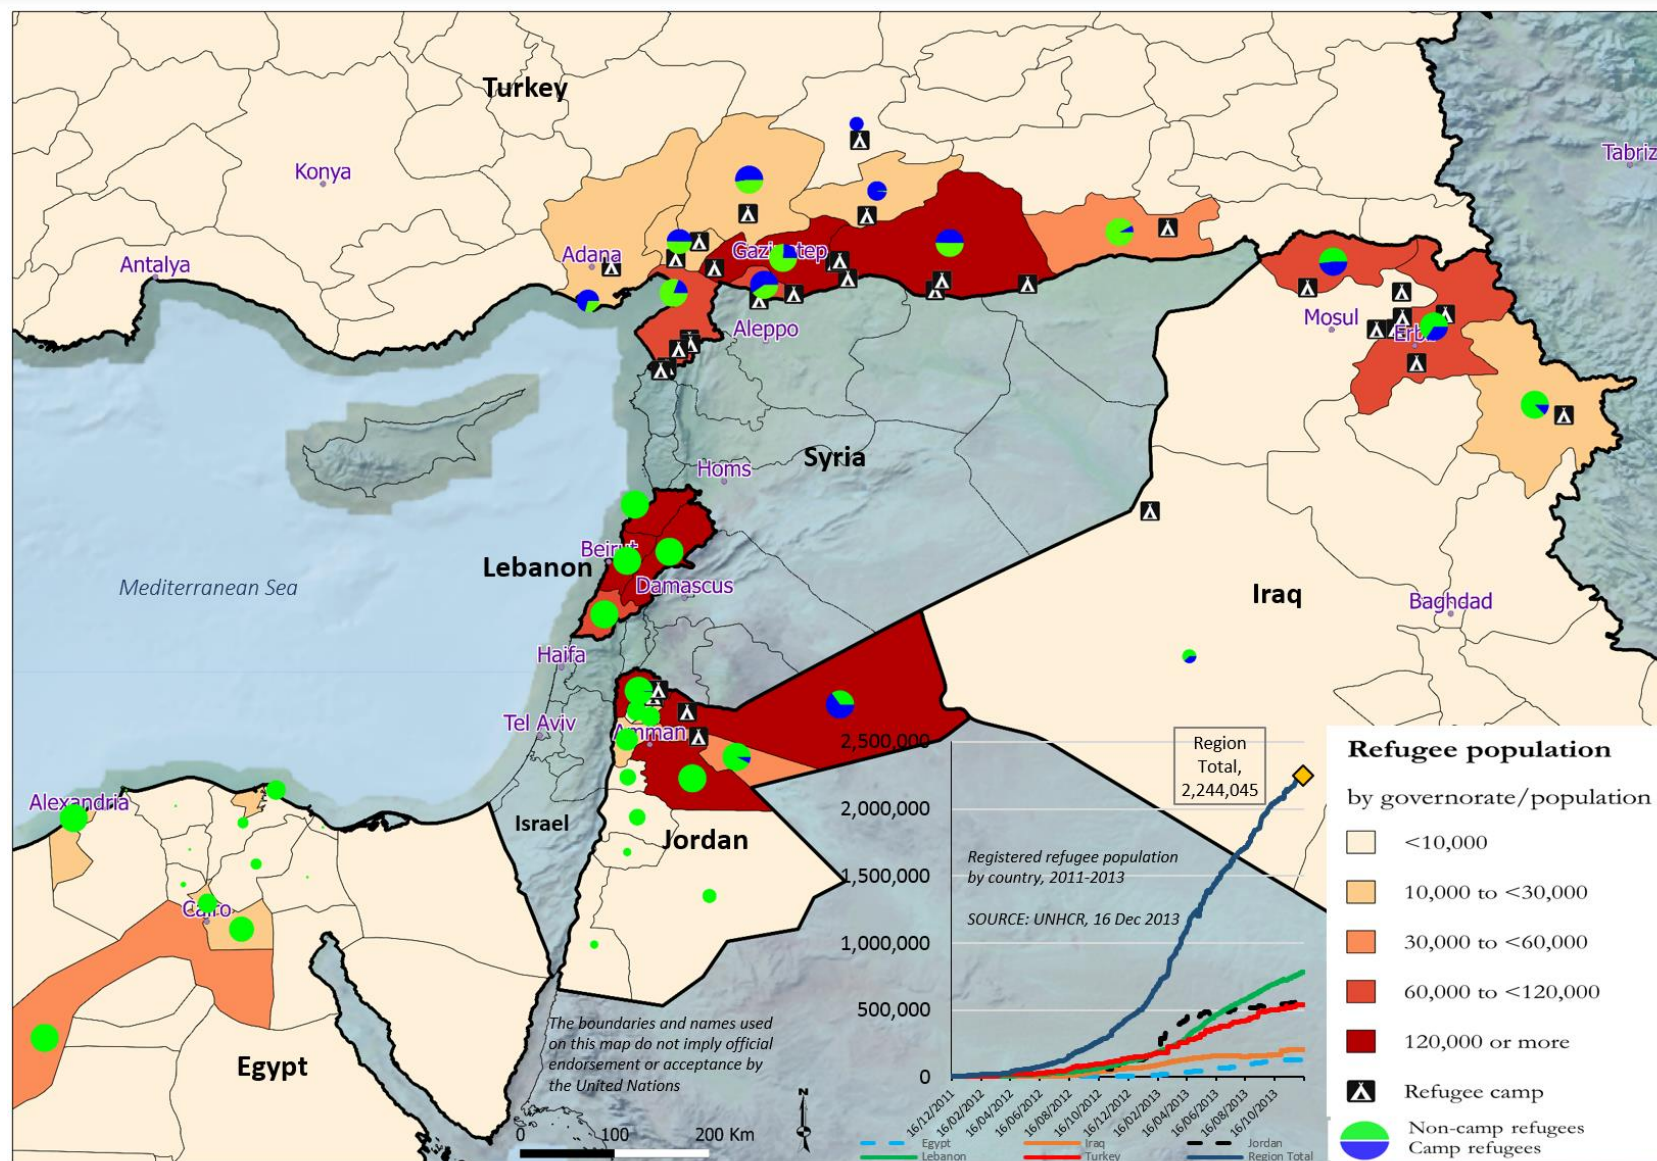 Turkey
Konya
Tabriz
Adana
Antalya
Aleppo
Mosul
Syria
Homs
Beirut
Lebanon
Damascus
Mediterranean Sea
Iraq
Baghdad
Haifa
Tel Aviv
Amman
Alexandria
Israel
Jordan
Cairo
Egypt
The boundaries and names used
on this map do not imply official
endorsement or acceptance by
the United Nations
N
0 100 200 Km
2,500,000
2,000,000
1,500,000
1,000,000
500,000
0
Region
Total,
2,244,045
Registered refugee population
by country, 2011-2013
SOURCE: UNHCR, 16 Dec 2013
16/12/2011
16/02/2012
16/04/2012
16/06/2012
16/08/2012
16/10/2012
16/12/2012
16/02/2013
16/04/2013
16/06/2013
16/08/2013
16/10/2013
Egypt Iraq Jordan
Lebanon Turkey Region Total
Refugee population
by governorate/population
<10,000
10,000 to <30,000
30,000 to <60,000
60,000 to <120,000
120,000 or more
Refugee camp
Non-camp refugees
Camp refugees